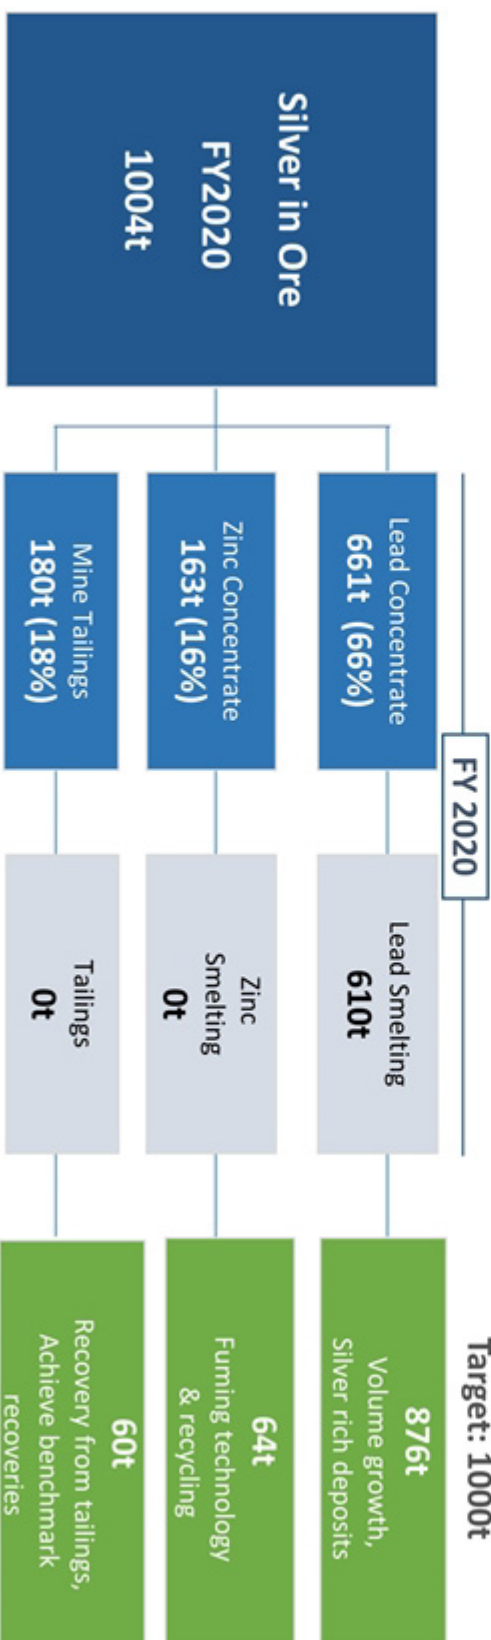 Silver in Ore
FY2020
1004t
FY 2020
Lead Concentrate
661t (66%)
Lead Smelting
610t
Target: 1000t
876t
Volume growth,
Silver rich deposits
Zinc Concentrate
163t (16%)
Zinc
Smelting
0t
64t
Fuming technology
& recycling
Mine Tailings
180t (18%)
Tailings
0t
60t
Recovery from tailings,
Achieve benchmark
recoveries